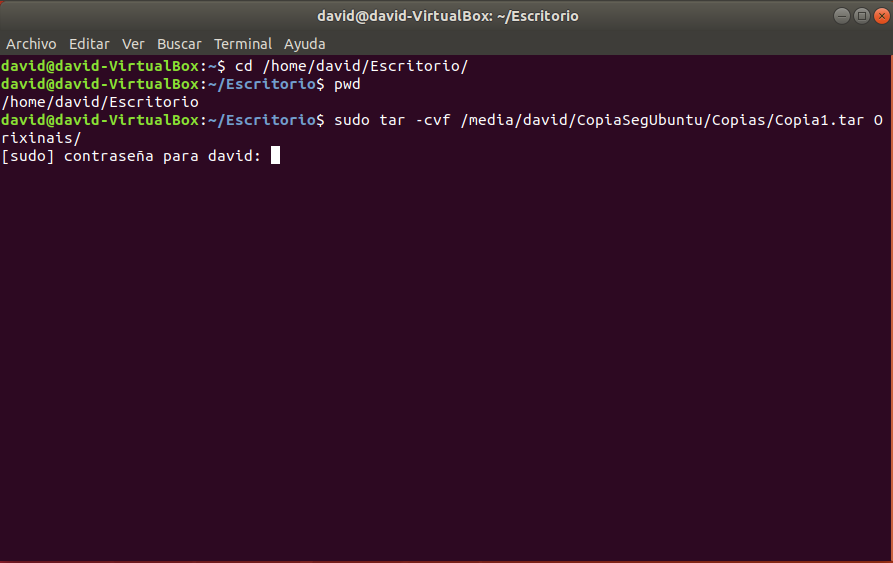 david@david-VirtualBox: ~/Escritorio
Archivo Editar Ver Buscar Terminal Ayuda
david@david-VirtualBox:~$ cd /home/david/Escritorio/
david@david-VirtualBox:~/Escritorio$ pwd
/home/david/Escritorio
david@david-VirtualBox:~/Escritorio$ sudo tar -cvf /media/david/CopiaSegUbuntu/Copias/Copia1.tar O
rixinais/
[sudo] contraseña para david: